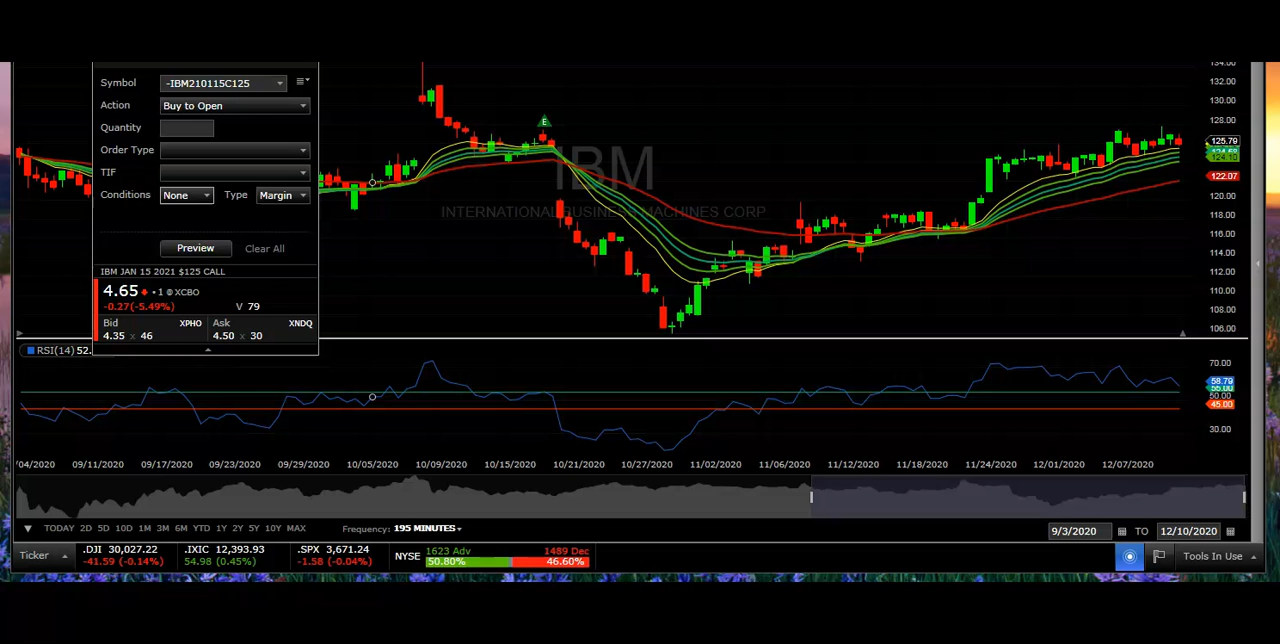 Symbol -IBM210115C125
Action Buy to Open
Quantity
Order Type
TIF
Conditions None Type Margin
Preview Clear All
IBM JAN 15 2021 $125 CALL
4.65 • 1 @ XCBO
-0.27(-5.49%) V 79
Bid XPHO Ask XNDQ
4.35 x 46 4.50 x 30
E
IBM
INTERNATIONAL BUSINESS MACHINES CORP
134.00
132.00
130.00
128.00
125.79
124.10
122.07
120.00
118.00
116.00
114.00
112.00
110.00
108.00
106.00
RSI(14) 52.
70.00
58.79
55.00
50.00
45.00
30.00
/04/2020 09/11/2020 09/17/2020 09/23/2020 09/29/2020 10/05/2020 10/09/2020 10/15/2020 10/21/2020 10/27/2020 11/02/2020 11/06/2020 11/12/2020 11/18/2020 11/24/2020 12/01/2020 12/07/2020
TODAY 2D 5D 10D 1M 3M 6M YTD 1Y 2Y 5Y 10Y MAX Frequency: 195 MINUTES 9/3/2020 TO 12/10/2020
Ticker .DJI 30,027.22 .IXIC 12,393.93 .SPX 3,671.24 NYSE 1623 Adv 1489 Dec Tools In Use
-41.59 (-0.14%) 54.98 (0.45%) -1.58 (-0.04%) 50.80% 46.60%